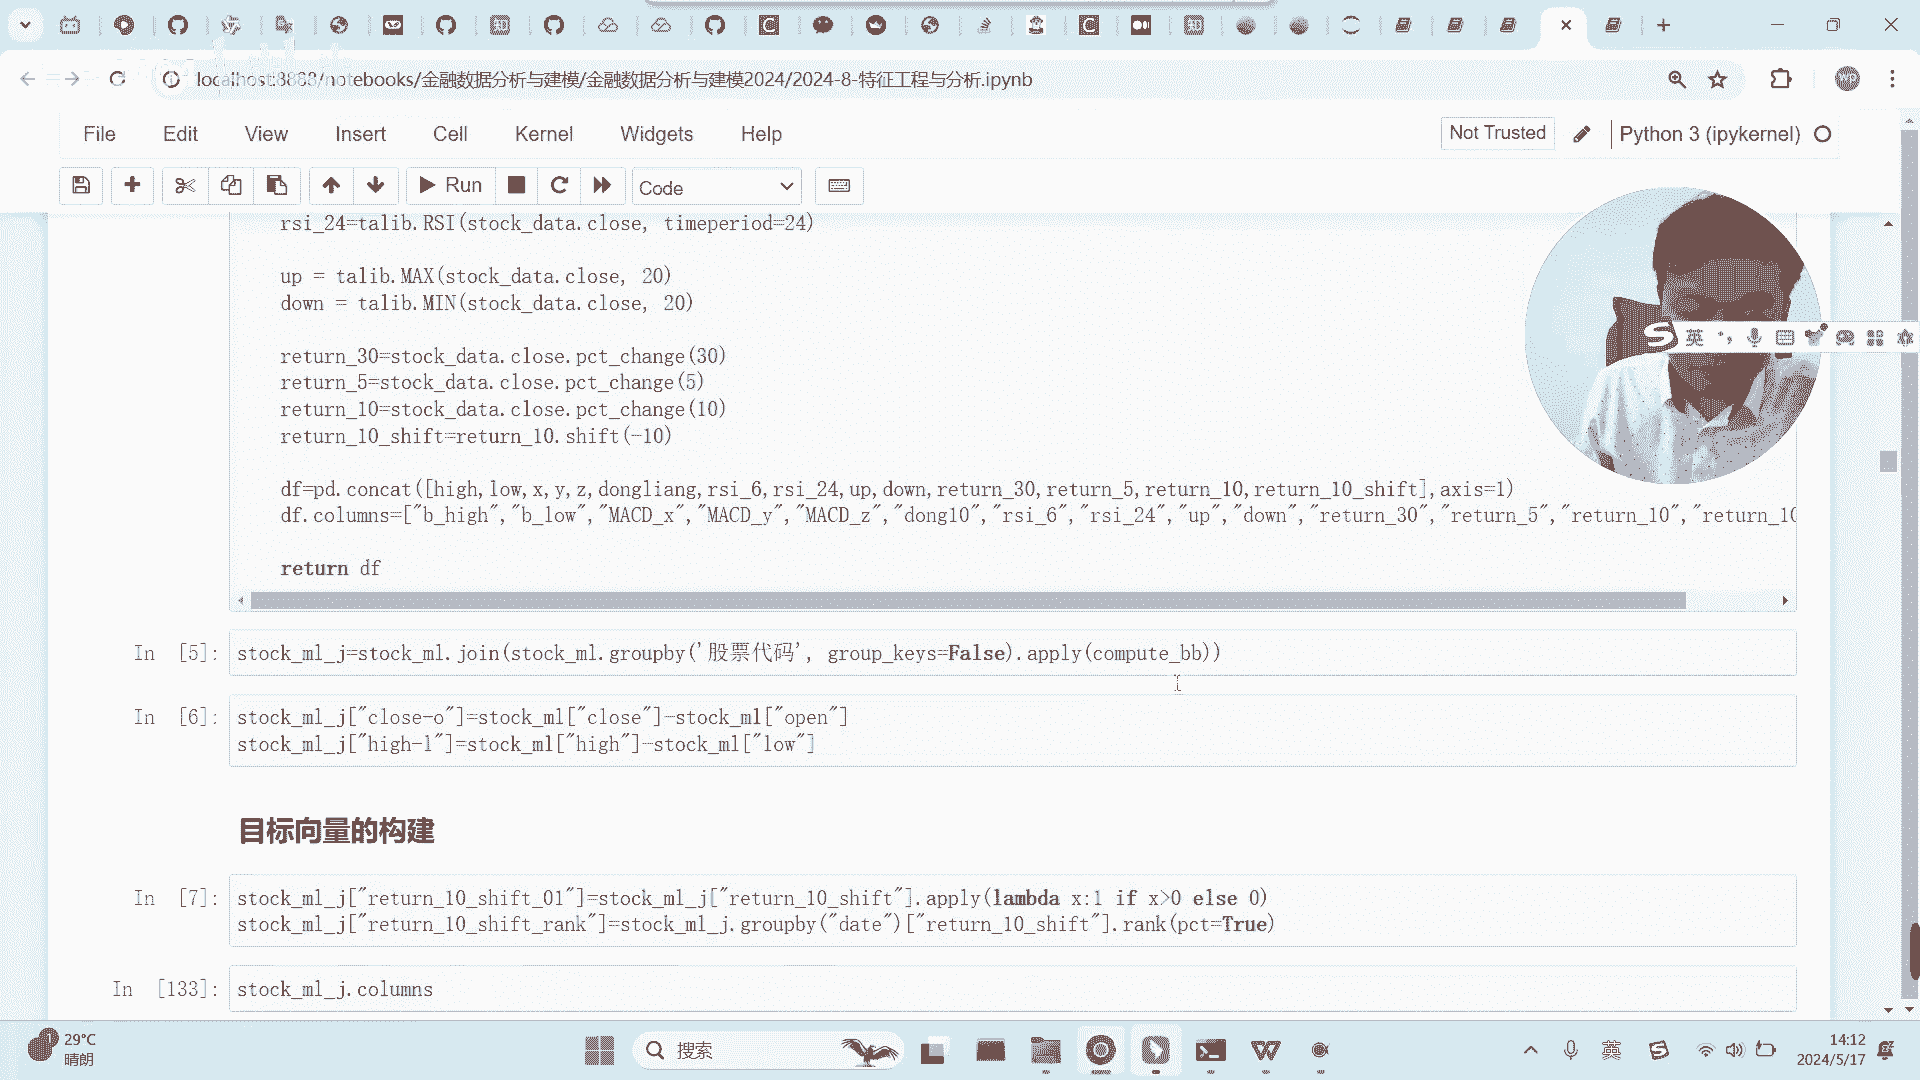 localhost:8888/notebooks/金融数据分析与建模/金融数据分析与建模2024/2024-8-特征工程与分析.ipynb
File Edit View Insert Cell Kernel Widgets Help
Not Trusted
Python 3 (ipykernel)
Run
Code
rsi_24=talib.RSI(stock_data.close, timeperiod=24)
up = talib.MAX(stock_data.close, 20)
down = talib.MIN(stock_data.close, 20)
return_30=stock_data.close.pct_change(30)
return_5=stock_data.close.pct_change(5)
return_10=stock_data.close.pct_change(10)
return_10_shift=return_10.shift(-10)
df=pd.concat([high,low,x,y,z,dongliang,rsi_6,rsi_24,up,down,return_30,return_5,return_10,return_10_shift],axis=1)
df.columns=["b_high","b_low","MACD_x","MACD_y","MACD_z","dong10","rsi_6","rsi_24","up","down","return_30","return_5","return_10","return_10
return df
In [5]: stock_ml_j=stock_ml.join(stock_ml.groupby('股票代码', group_keys=False).apply(compute_bb))
In [6]: stock_ml_j["close-o"]=stock_ml["close"]-stock_ml["open"]
stock_ml_j["high-l"]=stock_ml["high"]-stock_ml["low"]
目标向量的构建
In [7]: stock_ml_j["return_10_shift_01"]=stock_ml_j["return_10_shift"].apply(lambda x:1 if x>0 else 0)
stock_ml_j["return_10_shift_rank"]=stock_ml_j.groupby("date")["return_10_shift"].rank(pct=True)
In [133]: stock_ml_j.columns
英
29°C
晴朗
搜索
英
14:12
2024/5/17